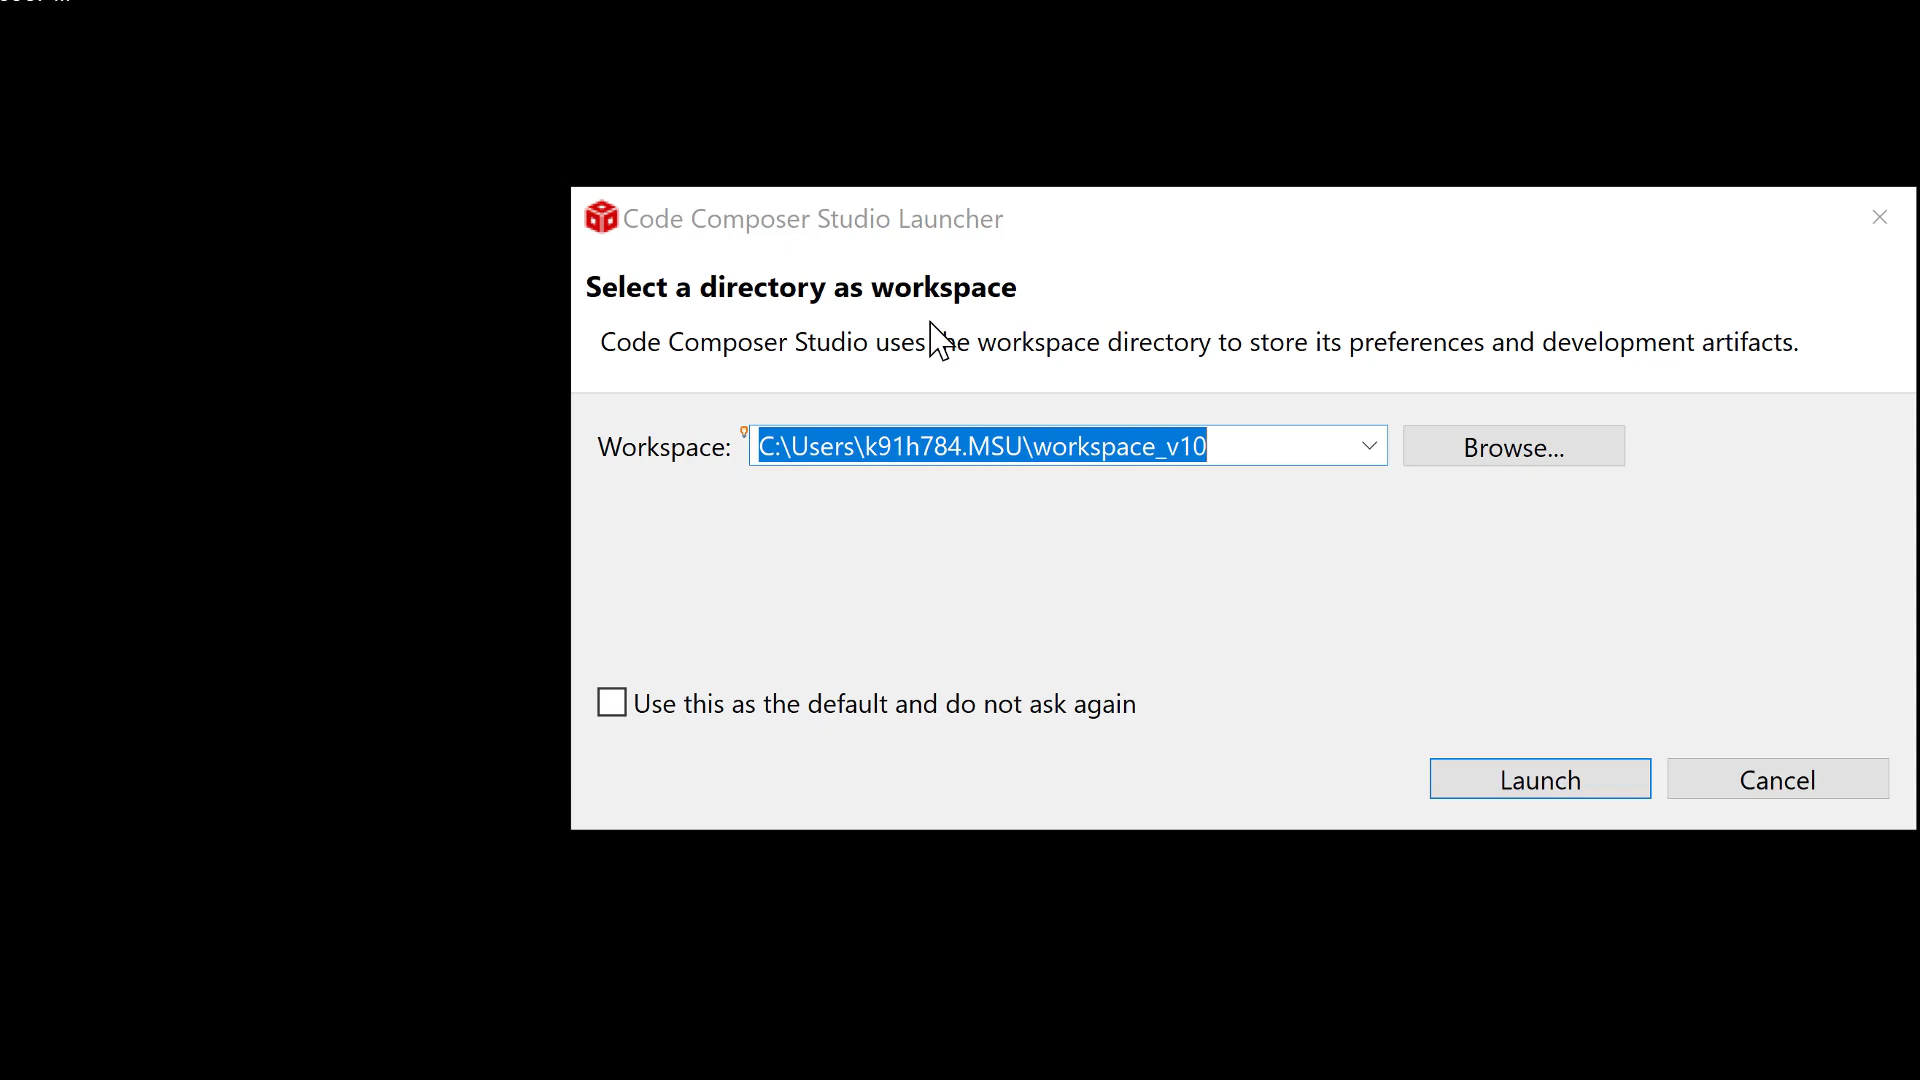 Code Composer Studio Launcher
Select a directory as workspace
Code Composer Studio uses the workspace directory to store its preferences and development artifacts.
Workspace: C:\Users\k91h784.MSU\workspace_v10 Browse...
Use this as the default and do not ask again
Launch Cancel